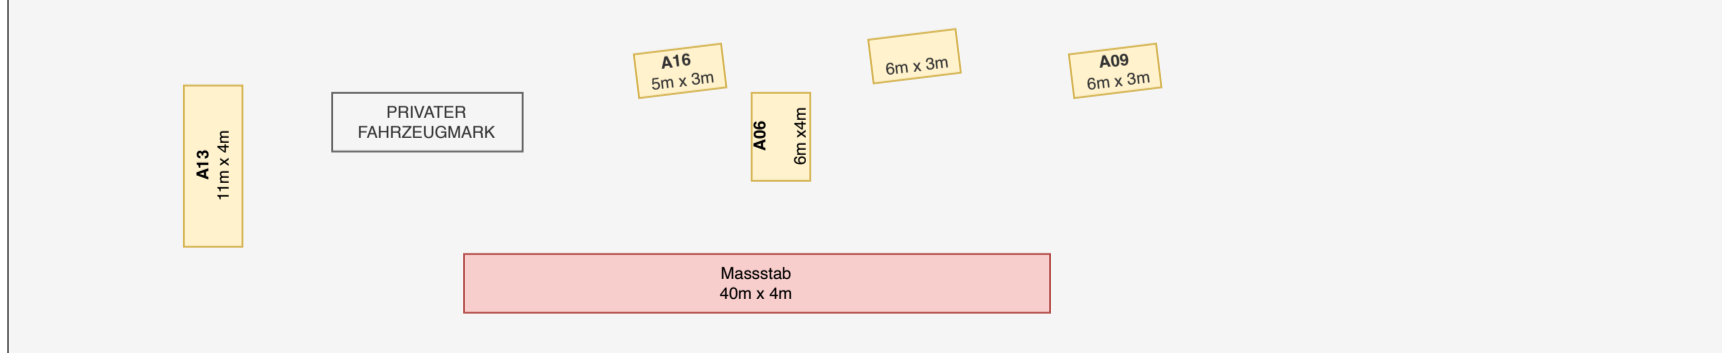 A13
11m x 4m
PRIVATER
FAHRZEUGMARK
A16
5m x 3m
A06
6m x4m
6m x 3m
A09
6m x 3m
Massstab
40m x 4m